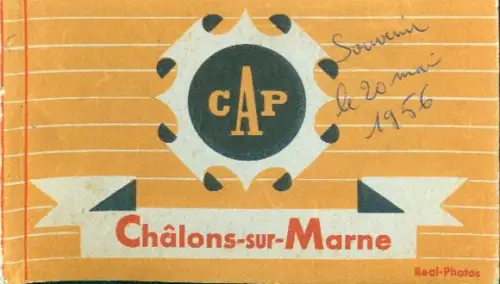 CAP
Souvenir
le 20 mai
1956
Châlons-sur-Marne
Real-Photos